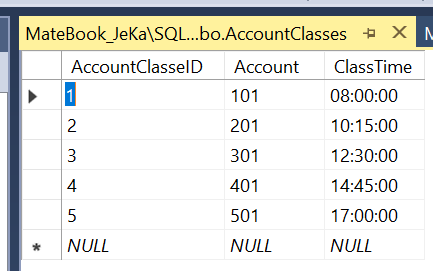 MateBook_JeKa\SQL...bo.AccountClasses
AccountClasseID Account ClassTime
1 101 08:00:00
2 201 10:15:00
3 301 12:30:00
4 401 14:45:00
5 501 17:00:00
* NULL NULL NULL